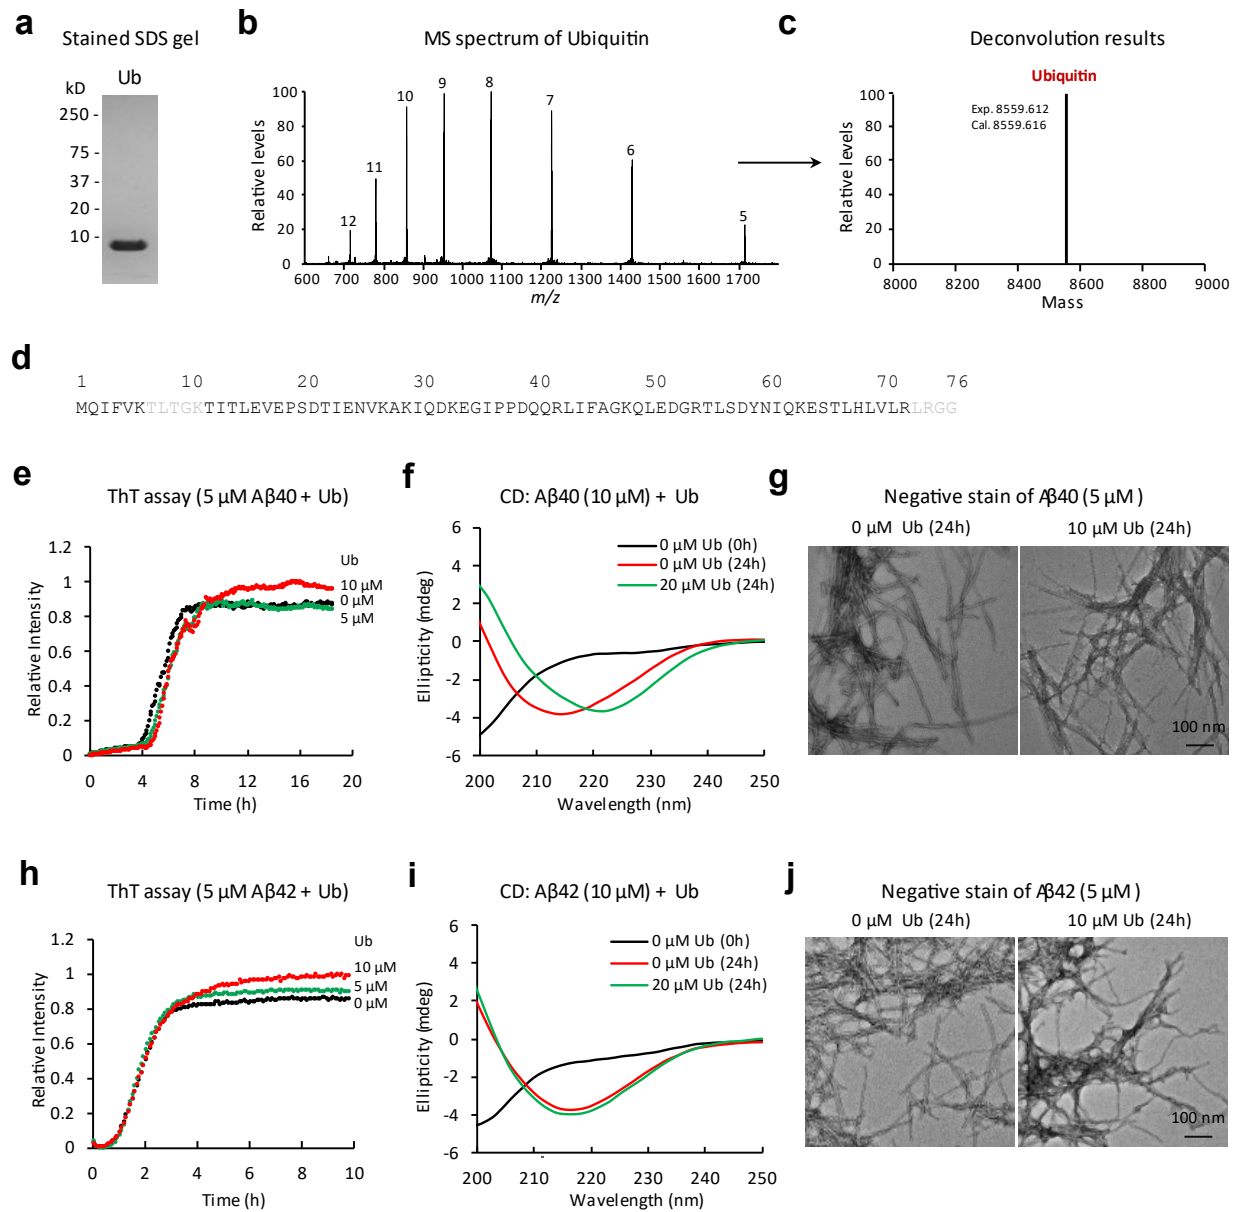 a
Stained SDS gel
Ub
kD
250 -
75 -
37 -
20 -
10 -
b
MS spectrum of Ubiquitin
Relative levels
100
80
60
40
20
0
12
11
10
9
8
7
6
5
600 700 800 900 1000 1100 1200 1300 1400 1500 1600 1700
m/z
c
Deconvolution results
Ubiquitin
Exp. 8559.612
Cal. 8559.616
Relative levels
100
80
60
40
20
0
8000 8200 8400 8600 8800 9000
Mass
d
1 10 20 30 40 50 60 70 76
MQIFVKTLTGKTITLEVEPSDTIENVKAKIQDKEGIPPDQQRLIFAGKQLEDGRTLSDYNIQKESTLHLVLRLRGG
e
ThT assay (5 µM Aβ40 + Ub)
Relative Intensity
1.2
1
0.8
0.6
0.4
0.2
0
Ub
10 µM
0 µM
5 µM
0 4 8 12 16 20
Time (h)
f
CD: Aβ40 (10 µM) + Ub
Ellipticity (mdeg)
6
4
2
0
-2
-4
-6
0 µM Ub (0h)
0 µM Ub (24h)
20 µM Ub (24h)
200 210 220 230 240 250
Wavelength (nm)
g
Negative stain of Aβ40 (5 µM )
0 µM Ub (24h) 10 µM Ub (24h)
100 nm
h
ThT assay (5 µM Aβ42 + Ub)
Relative Intensity
1.2
1
0.8
0.6
0.4
0.2
0
Ub
10 µM
5 µM
0 µM
0 2 4 6 8 10
Time (h)
i
CD: Aβ42 (10 µM) + Ub
Ellipticity (mdeg)
6
4
2
0
-2
-4
-6
0 µM Ub (0h)
0 µM Ub (24h)
20 µM Ub (24h)
200 210 220 230 240 250
Wavelength (nm)
j
Negative stain of Aβ42 (5 µM )
0 µM Ub (24h) 10 µM Ub (24h)
100 nm